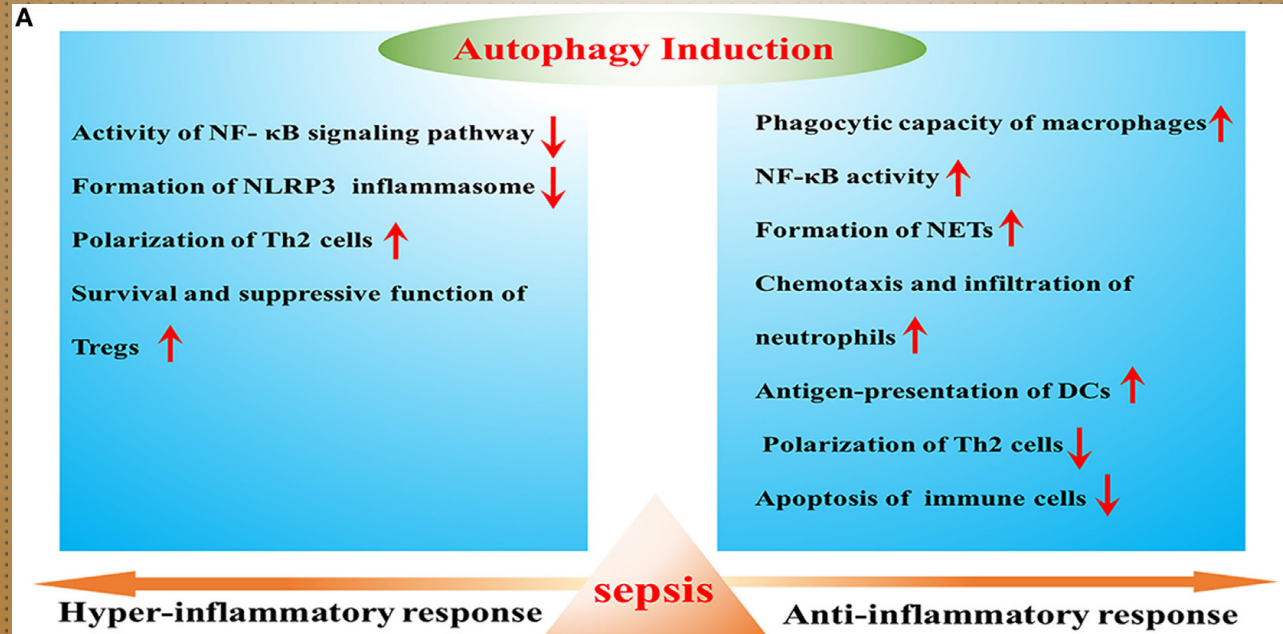 A
Autophagy Induction
Activity of NF- κB signaling pathway
Formation of NLRP3 inflammasome
Polarization of Th2 cells
Survival and suppressive function of
Tregs
Phagocytic capacity of macrophages
NF-κB activity
Formation of NETs
Chemotaxis and infiltration of
neutrophils
Antigen-presentation of DCs
Polarization of Th2 cells
Apoptosis of immune cells
sepsis
Hyper-inflammatory response
Anti-inflammatory response